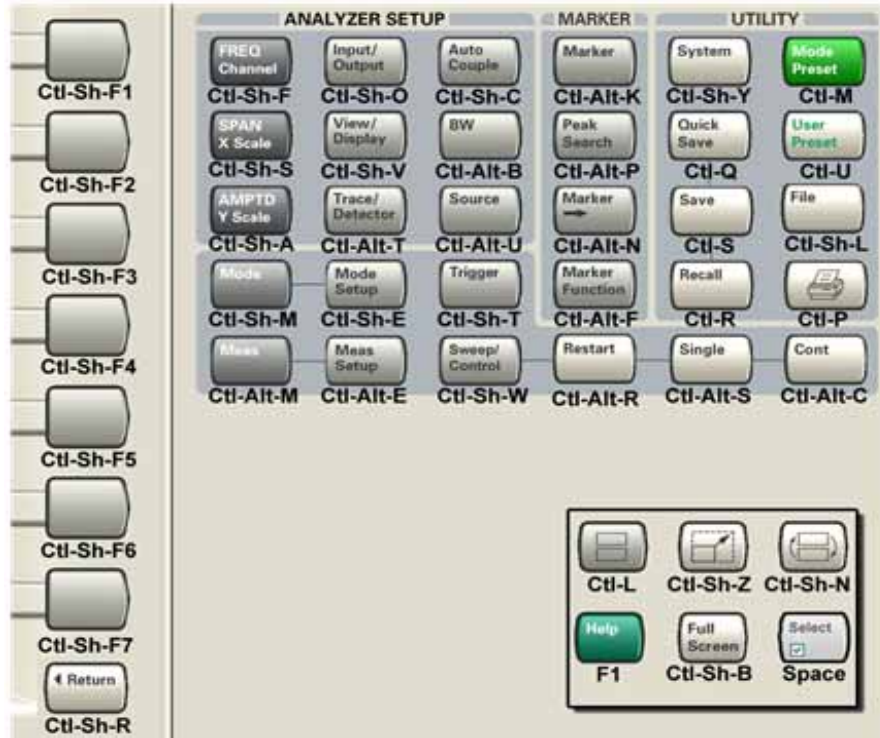 ANALYZER SETUP MARKER UTILITY
FREQ Channel
Input/ Output
Auto Couple
Marker
System
Mode Preset
Ctl-Sh-F1
Ctl-Sh-F Ctl-Sh-O Ctl-Sh-C Ctl-Alt-K Ctl-Sh-Y Ctl-M
SPAN X Scale
View/ Display
BW
Peak Search
Quick Save
User Preset
Ctl-Sh-F2
Ctl-Sh-S Ctl-Sh-V Ctl-Alt-B Ctl-Alt-P Ctl-Q Ctl-U
AMPTD Y Scale
Trace/ Detector
Source
Marker
Save
File
Ctl-Sh-F3
Ctl-Sh-A Ctl-Alt-T Ctl-Alt-U Ctl-Alt-N Ctl-S Ctl-Sh-L
Mode
Mode Setup
Trigger
Marker Function
Recall
Ctl-Sh-F4
Ctl-Sh-M Ctl-Sh-E Ctl-Sh-T Ctl-Alt-F Ctl-R Ctl-P
Meas
Meas Setup
Sweep/ Control
Restart
Single
Cont
Ctl-Alt-M Ctl-Alt-E Ctl-Sh-W Ctl-Alt-R Ctl-Alt-S Ctl-Alt-C
Ctl-Sh-F5
Ctl-Sh-F6
Ctl-Sh-F7
Return
Ctl-Sh-R
Ctl-L Ctl-Sh-Z Ctl-Sh-N
Help
Full Screen
Select
F1 Ctl-Sh-B Space